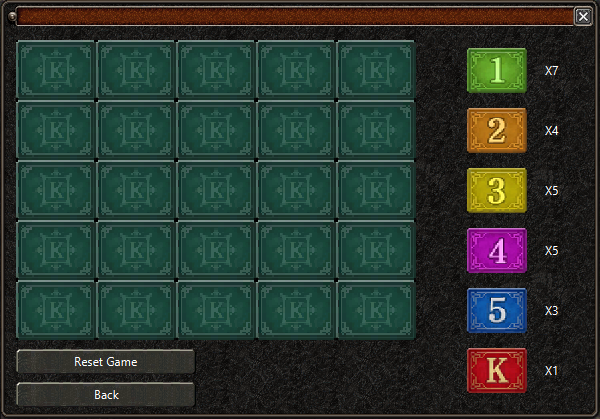 K K K K K
1 X7
K K K K K
2 X4
K K K K K
3 X5
K K K K K
4 X5
K K K K K
5 X3
Reset Game
K X1
Back